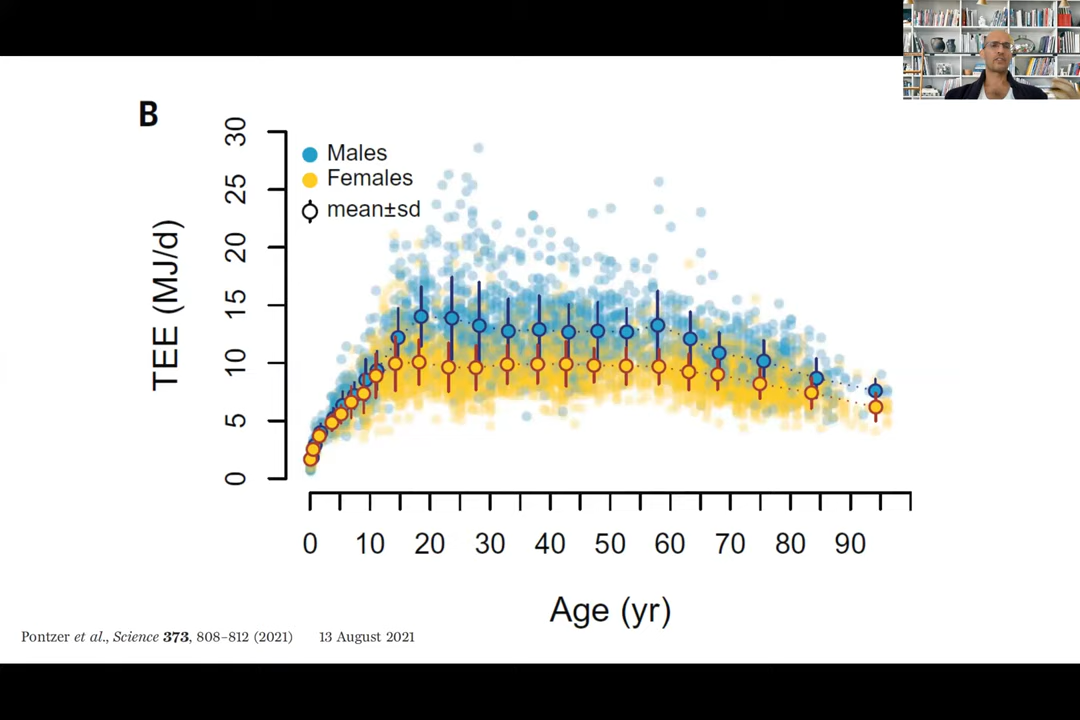 B
TEE (MJ/d)
30
25
20
15
10
5
0
Males
Females
mean±sd
0 10 20 30 40 50 60 70 80 90
Age (yr)
Pontzer et al., Science 373, 808–812 (2021) 13 August 2021